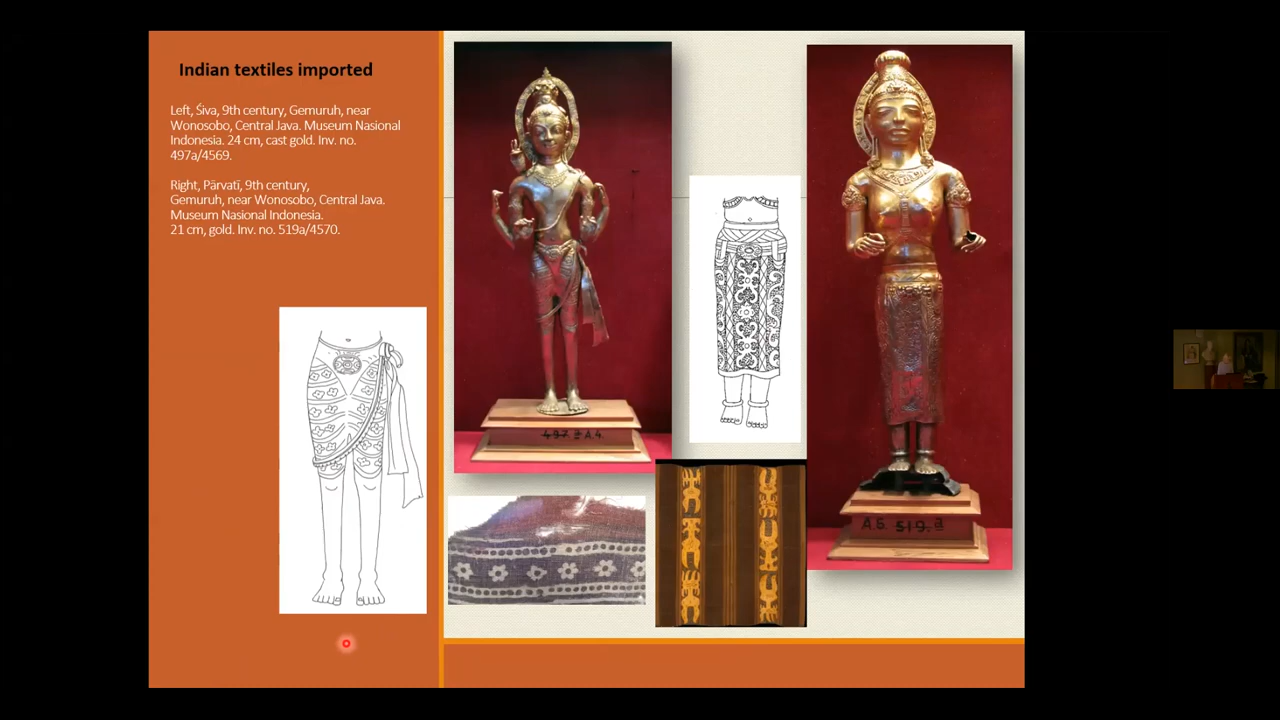 Indian textiles imported
Left, Śiva, 9th century, Gemuruh, near
Wonosobo, Central Java. Museum Nasional
Indonesia. 24 cm, cast gold. Inv. no.
497a/4569.
Right, Pārvatī, 9th century,
Gemuruh, near Wonosobo, Central Java.
Museum Nasional Indonesia.
21 cm, gold. Inv. no. 519a/4570.
497 a A.4.
A.5 519.a